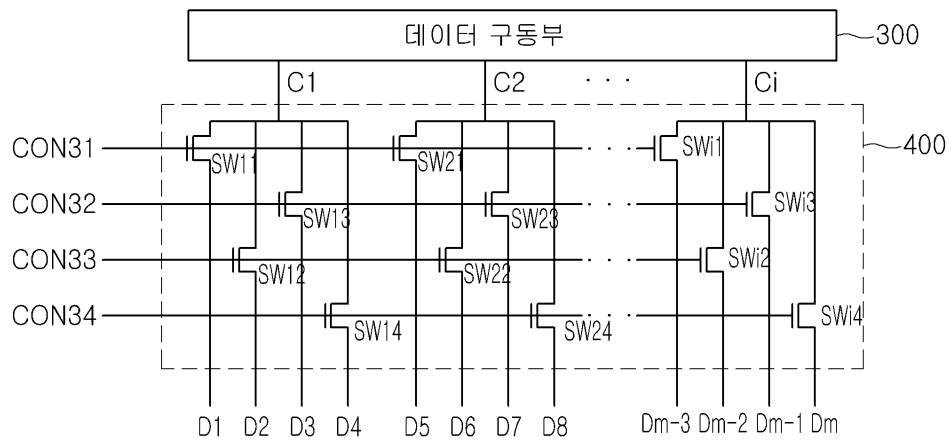 데이터 구동부
300
C1
C2
· · ·
Ci
400
CON31
SW11
SW21
· · ·
SWi1
CON32
SW13
SW23
· · ·
SWi3
CON33
SW12
SW22
· · ·
SWi2
CON34
SW14
SW24
· · ·
SWi4
D1 D2 D3 D4 D5 D6 D7 D8 Dm-3 Dm-2 Dm-1 Dm